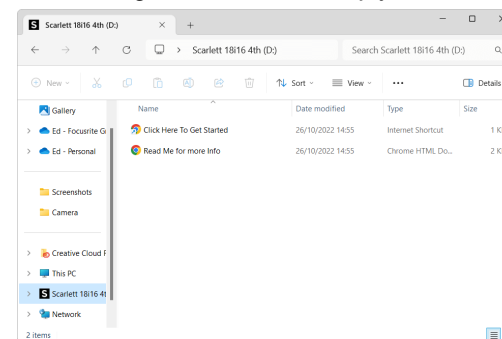 Scarlett 18i16 4th (D:)
Scarlett 18i16 4th (D:)
Search Scarlett 18i16 4th (D:)
New
Sort
View
Details
Name
Date modified
Type
Size
Gallery
Click Here To Get Started
26/10/2022 14:55
Internet Shortcut
1 K
Ed - Focusrite G
Read Me for more Info
26/10/2022 14:55
Chrome HTML Do...
2 K
Ed - Personal
Screenshots
Camera
Creative Cloud F
This PC
Scarlett 18i16 4t
Network
2 items